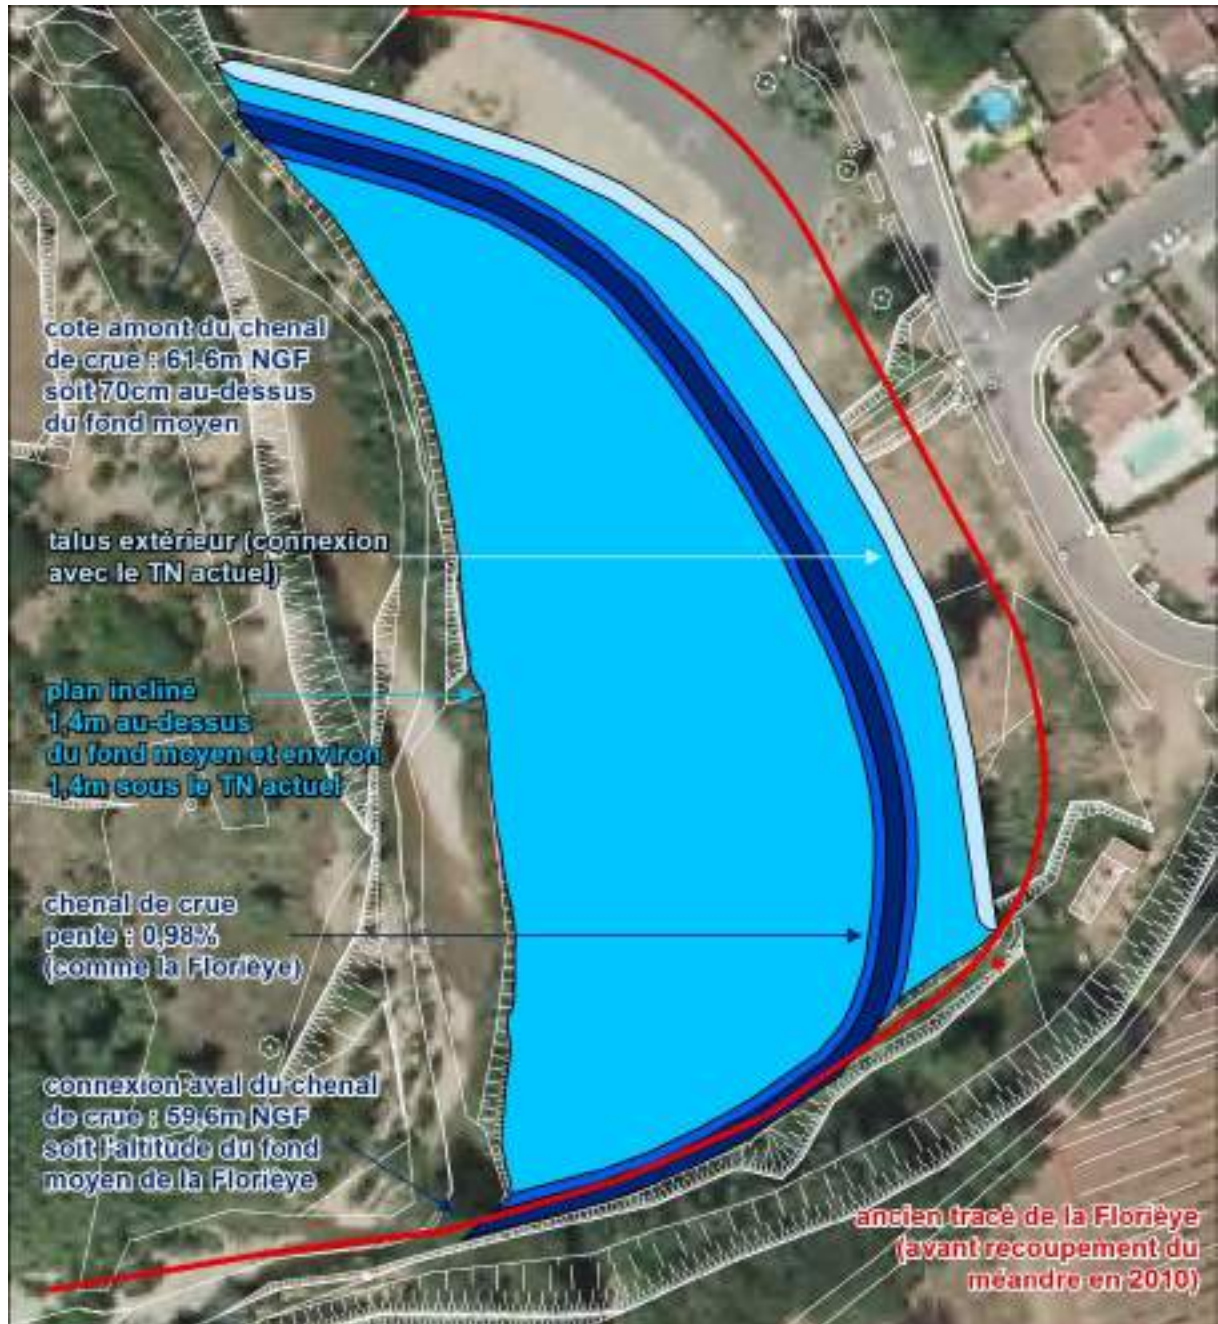 cote amont du chenal
de crue : 61.6m NGF
soit 70cm au-dessus
du fond moyen
talus extérieur (connexion
avec le TN actuel)
plan incliné
1,4m au-dessus
du fond moyen et environ
1,4m sous le TN actuel
chenal de crue
pente : 0,98%
(comme la Florièye)
connexion aval du chenal
de crue : 59,6m NGF
soit l'altitude du fond
moyen de la Florièye
ancien tracé de la Florièye
(avant recoupement du
méandre en 2010)